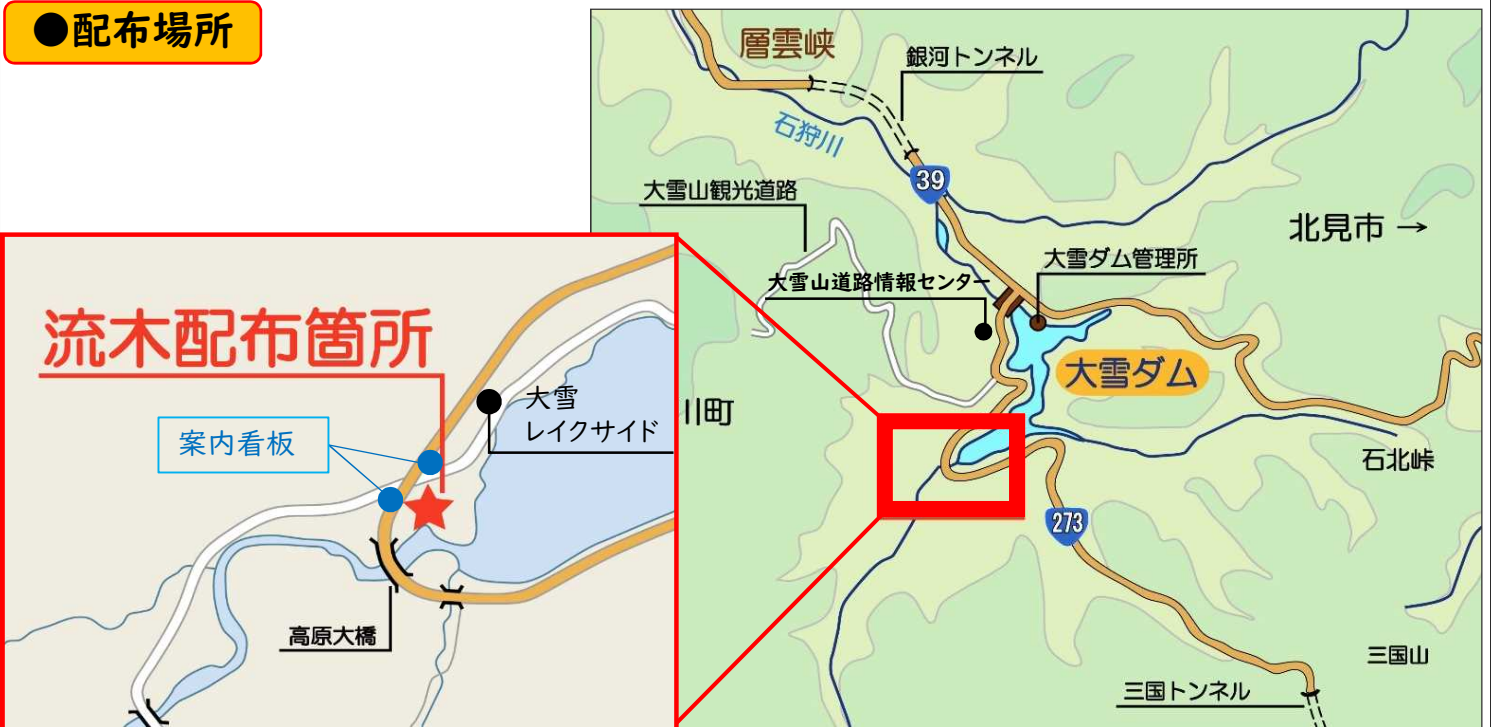 ●配布場所
層雲峡
銀河トンネル
石狩川
39
大雪山観光道路
北見市→
大雪ダム管理所
大雪山道路情報センター
大雪ダム
川町
石北峠
273
三国山
三国トンネル
流木配布箇所
大雪
レイクサイド
案内看板
高原大橋